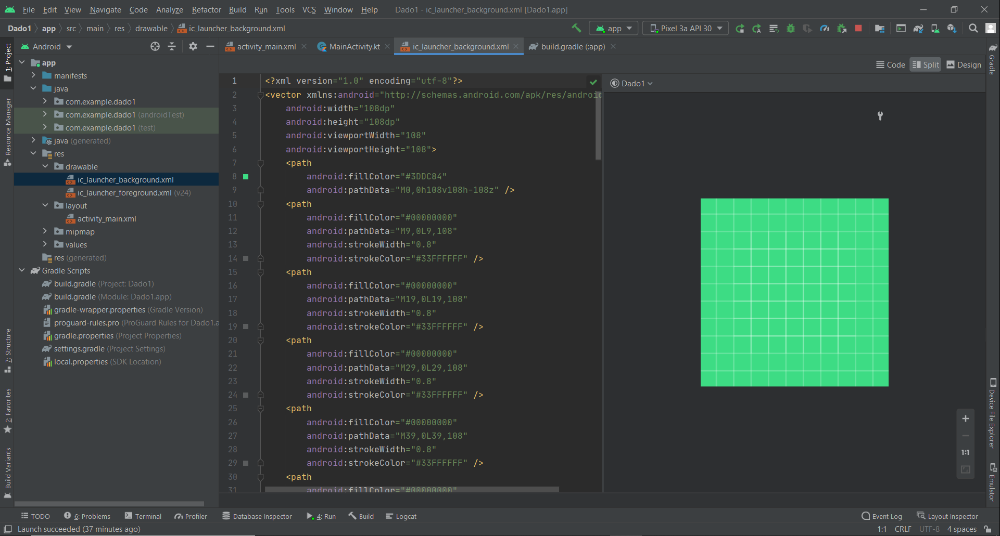 File Edit View Navigate Code Analyze Refactor Build Run Tools VCS Window Help Dado1 - ic_launcher_background.xml [Dado1.app]
Dado1 app src main res drawable ic_launcher_background.xml app Pixel 3a API 30
Android
activity_main.xml MainActivity.kt ic_launcher_background.xml build.gradle (:app)
Code Split Design
Dado1
1: Project
Resource Manager
7: Structure
2: Favorites
Build Variants
app
manifests
java
com.example.dado1
com.example.dado1 (androidTest)
com.example.dado1 (test)
java (generated)
res
drawable
ic_launcher_background.xml
ic_launcher_foreground.xml (v24)
layout
activity_main.xml
mipmap
values
res (generated)
Gradle Scripts
build.gradle (Project: Dado1)
build.gradle (Module: Dado1.app)
gradle-wrapper.properties (Gradle Version)
proguard-rules.pro (ProGuard Rules for Dado1.a
gradle.properties (Project Properties)
settings.gradle (Project Settings)
local.properties (SDK Location)
1 <?xml version="1.0" encoding="utf-8"?>
2 <vector xmlns:android="http://schemas.android.com/apk/res/android
3 android:width="108dp"
4 android:height="108dp"
5 android:viewportWidth="108"
6 android:viewportHeight="108">
7 <path
8 android:fillColor="#3DDC84"
9 android:pathData="M0,0h108v108h-108z" />
10 <path
11 android:fillColor="#00000000"
12 android:pathData="M9,0L9,108"
13 android:strokeWidth="0.8"
14 android:strokeColor="#33FFFFFF" />
15 <path
16 android:fillColor="#00000000"
17 android:pathData="M19,0L19,108"
18 android:strokeWidth="0.8"
19 android:strokeColor="#33FFFFFF" />
20 <path
21 android:fillColor="#00000000"
22 android:pathData="M29,0L29,108"
23 android:strokeWidth="0.8"
24 android:strokeColor="#33FFFFFF" />
25 <path
26 android:fillColor="#00000000"
27 android:pathData="M39,0L39,108"
28 android:strokeWidth="0.8"
29 android:strokeColor="#33FFFFFF" />
30 <path
31 android:fillColor="#00000000"
1:1
Gradle
Device File Explorer
Emulator
TODO 6: Problems Terminal Profiler Database Inspector 4: Run Build Logcat Event Log Layout Inspector
Launch succeeded (37 minutes ago) 1:1 CRLF UTF-8 4 spaces